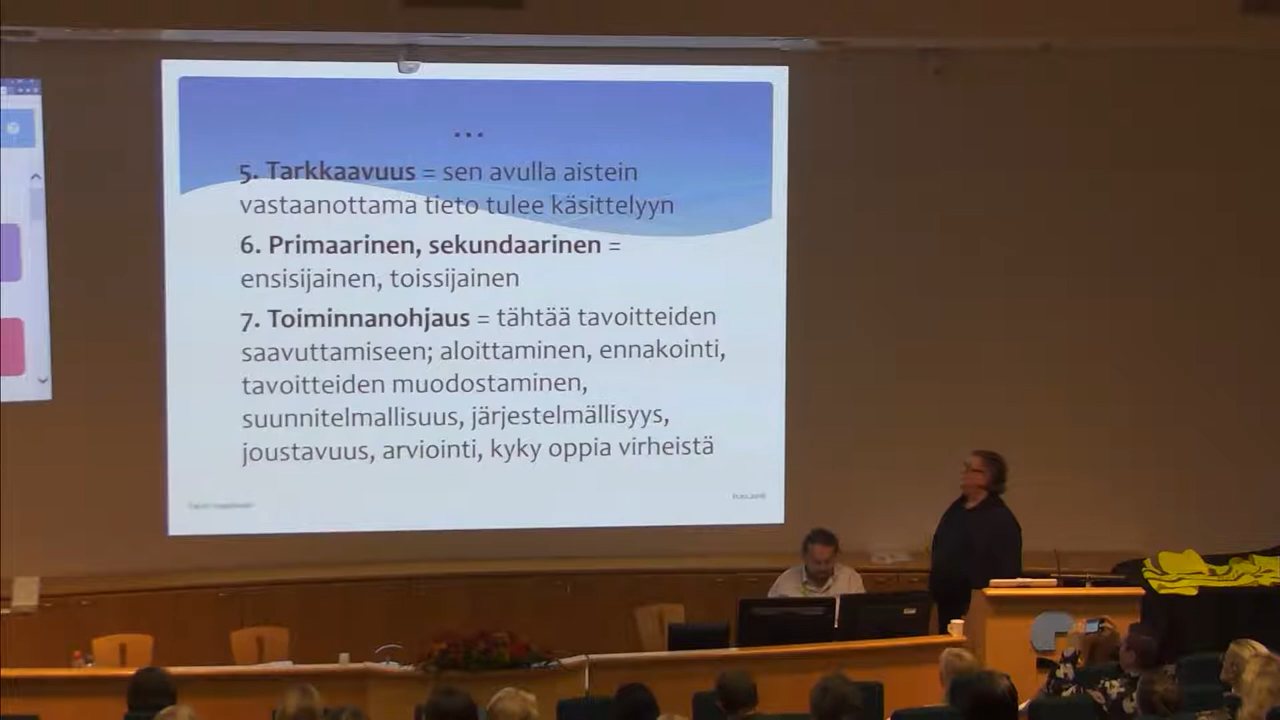 ...
5. Tarkkaavuus = sen avulla aistein
vastaanottama tieto tulee käsittelyyn
6. Primaarinen, sekundaarinen =
ensisijainen, toissijainen
7. Toiminnanohjaus = tähtää tavoitteiden
saavuttamiseen; aloittaminen, ennakointi,
tavoitteiden muodostaminen,
suunnitelmallisuus, järjestelmällisyys,
joustavuus, arviointi, kyky oppia virheistä